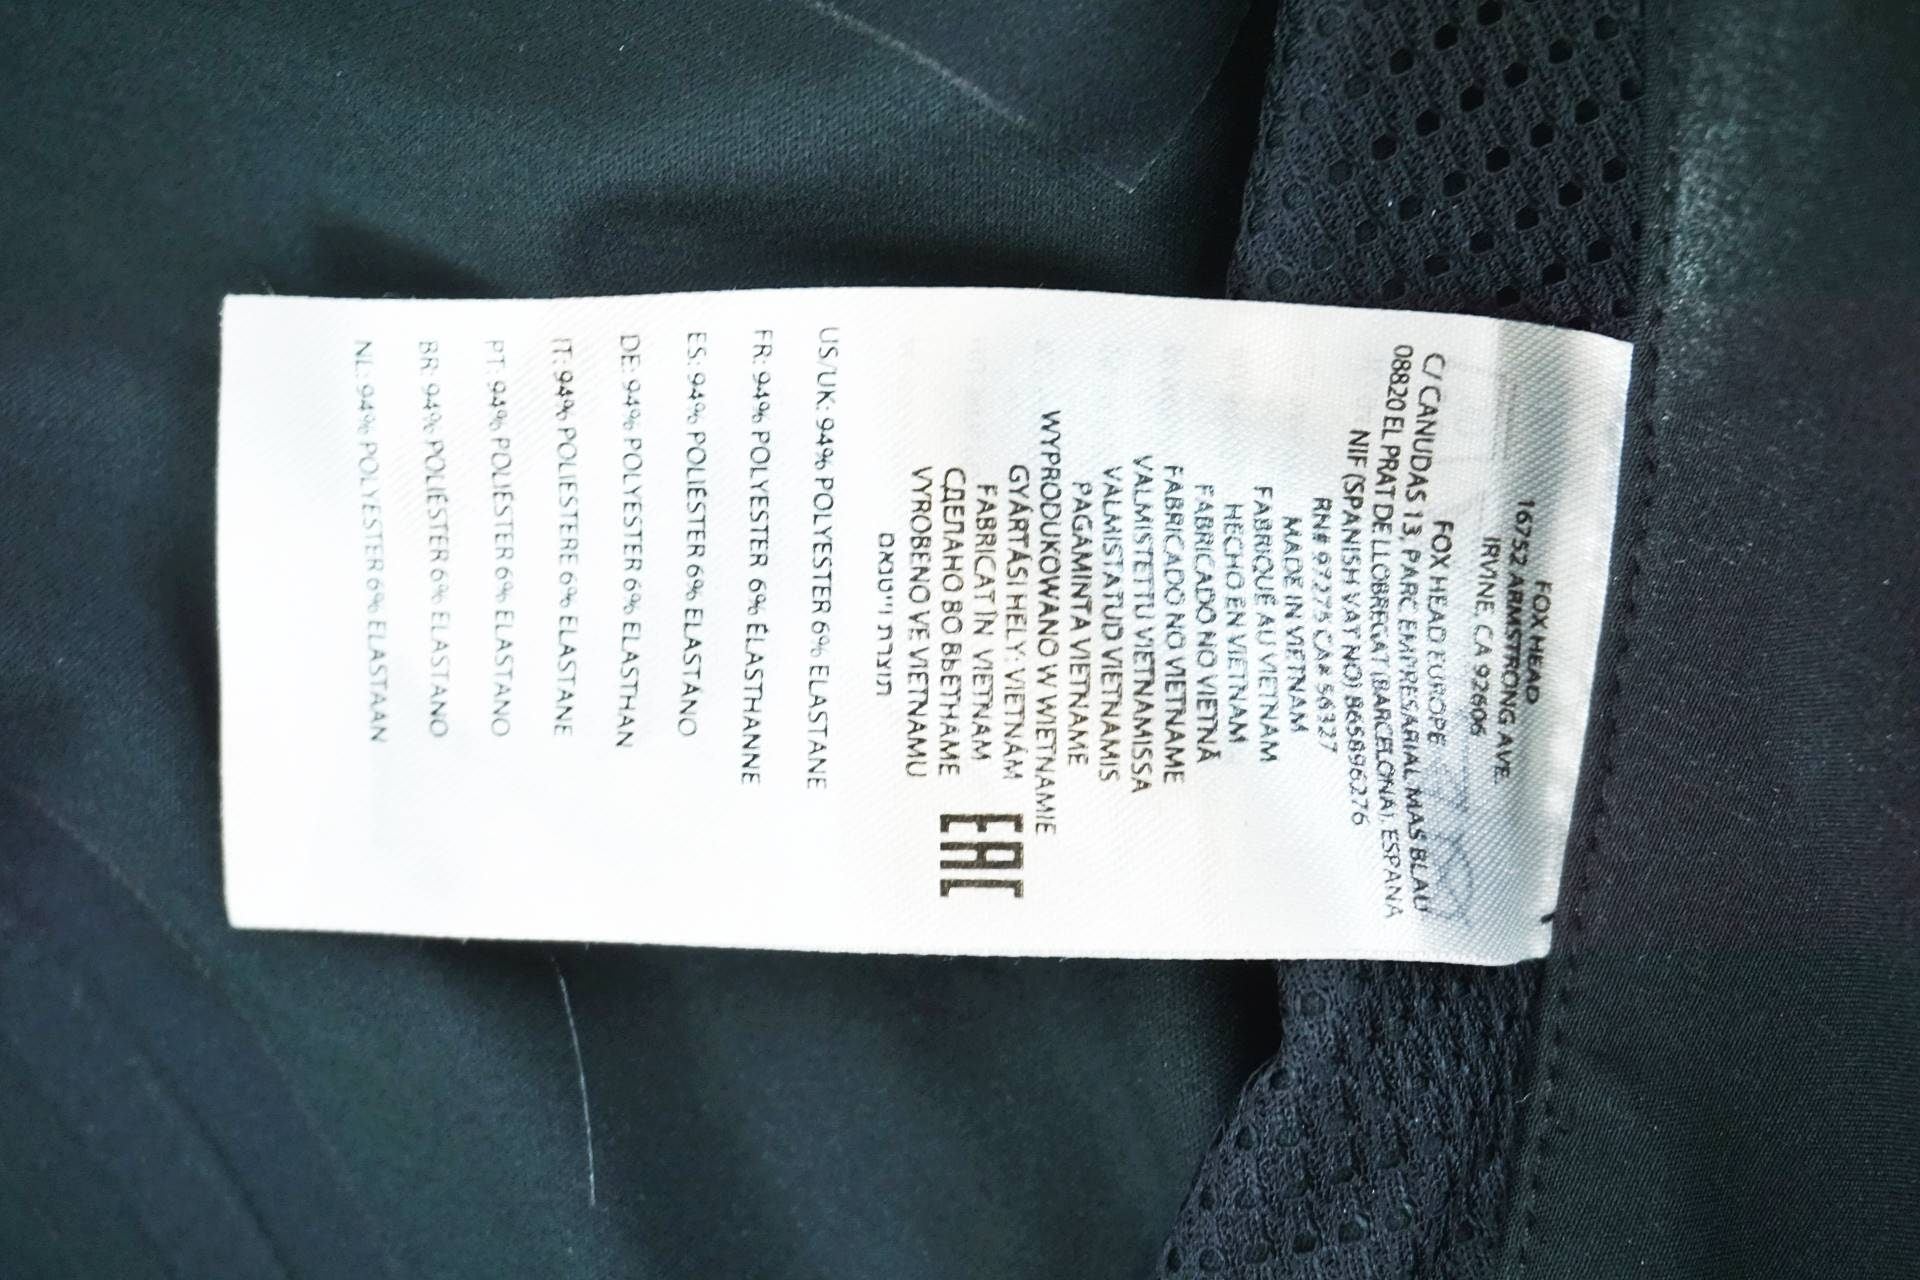 FOX HEAD
16752 ARMSTRONG AVE.
IRVINE, CA 92606
FOX HEAD EUROPE
C/ CANUDAS 13, PARC EMPRESARIAL MAS BLAU
08820 EL PRAT DE LLOBREGAT (BARCELONA), ESPANA
NIF (SPANISH VAT NO) B65896276
RN# 97275 CA# 56327
MADE IN VIETNAM
FABRIQUÉ AU VIETNAM
HECHO EN VIETNAM
FABRICADO NO VIETNÃ
FABRICADO NO VIETNAME
VALMISTETTU VIETNAMISSA
VALMISTATUD VIETNAMIS
PAGAMINTA VIETNAME
WYPRODUKOWANO W WIETNAMIE
GYÁRTÁSI HELY: VIETNÁM
FABRICAT ÎN VIETNAM
СДЕЛАНО ВО ВЬЕТНАМЕ
VYROBENO VE VIETNAMU
תוצרת וייטנאם
EAC
US/UK: 94% POLYESTER 6% ELASTANE
FR: 94% POLYESTER 6% ÉLASTHANNE
ES: 94% POLIÉSTER 6% ELASTANO
DE: 94% POLYESTER 6% ELASTHAN
IT: 94% POLIESTERE 6% ELASTANE
PT: 94% POLIÉSTER 6% ELASTANO
BR: 94% POLIÉSTER 6% ELASTANO
NL: 94% POLYESTER 6% ELASTAAN